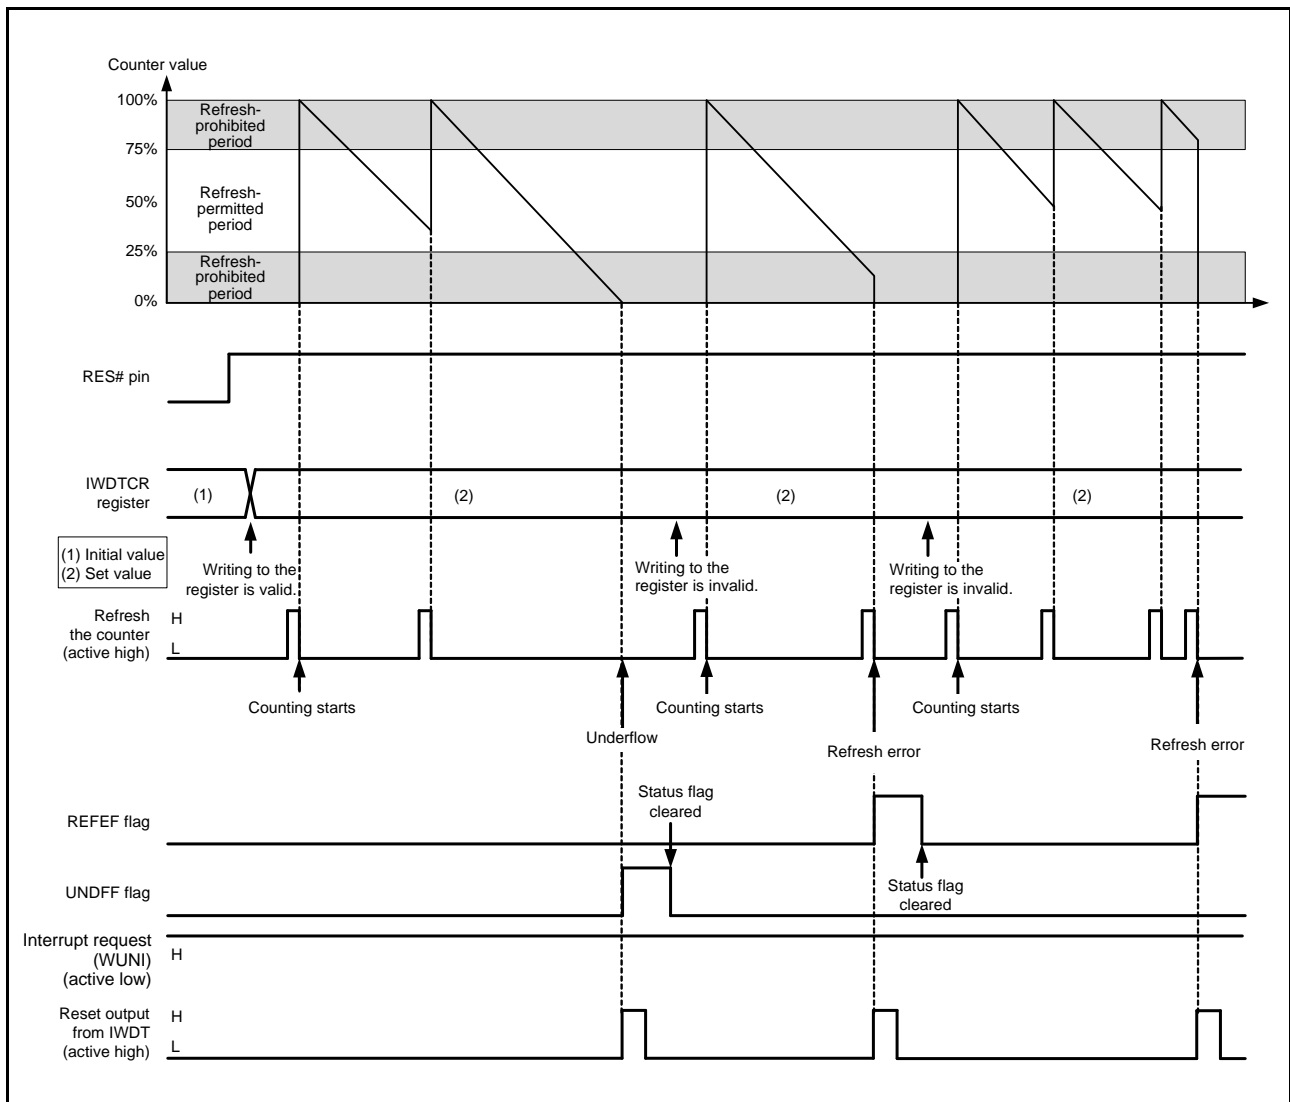 Counter value
100%
Refresh-
prohibited
period
75%
Refresh-
permitted
period
50%
25%
Refresh-
prohibited
period
0%
RES# pin
IWDTCR
register
(1)
(2)
(2)
(2)
(1) Initial value
(2) Set value
Writing to the
register is valid.
Writing to the
register is invalid.
Writing to the
register is invalid.
Refresh
the counter
(active high)
H
L
Counting starts
Counting starts
Counting starts
Underflow
Refresh error
Refresh error
Status flag
cleared
REFEF flag
Status flag
cleared
UNDFF flag
Interrupt request
(WUNI)
(active low)
H
Reset output
from IWDT
(active high)
H
L